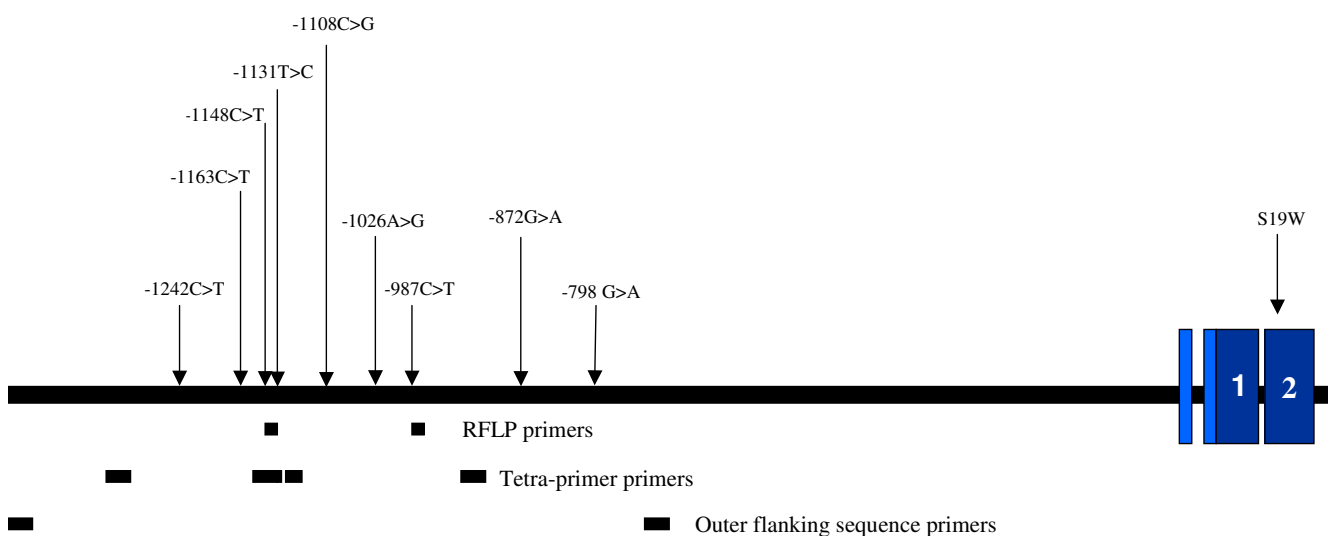 -1108C>G
-1131T>C
-1148C>T
-1163C>T
-1026A>G
-872G>A
S19W
-1242C>T
-987C>T
-798 G>A
1
2
RFLP primers
Tetra-primer primers
Outer flanking sequence primers